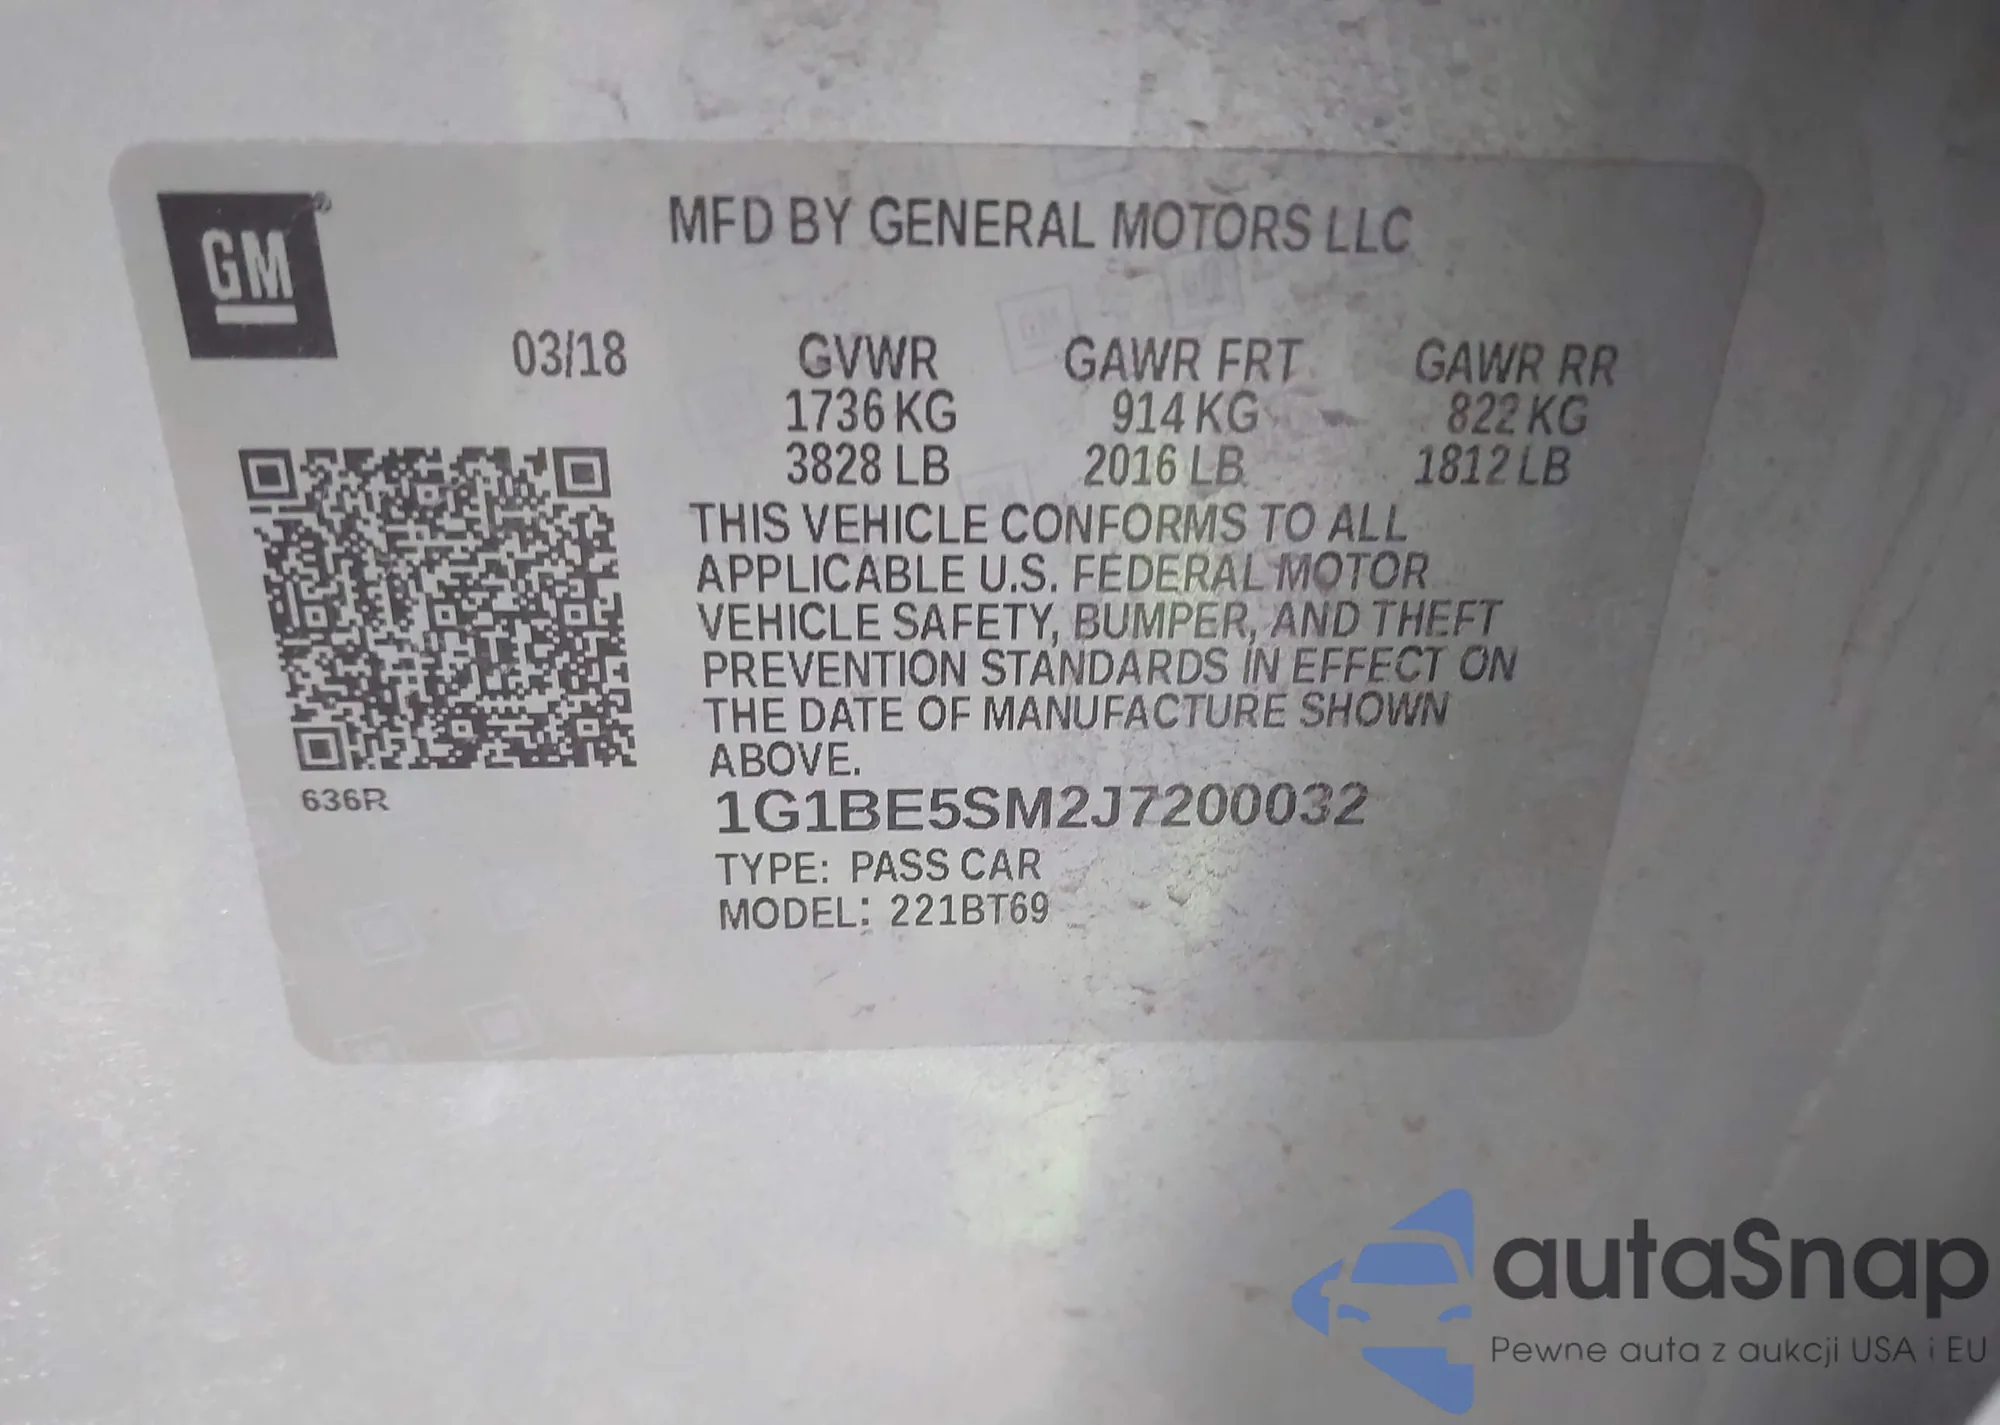 GM®
MFD BY GENERAL MOTORS LLC
03/18 GVWR GAWR FRT GAWR RR
1736 KG 914 KG 822 KG
3828 LB 2016 LB 1812 LB
THIS VEHICLE CONFORMS TO ALL
APPLICABLE U.S. FEDERAL MOTOR
VEHICLE SAFETY, BUMPER, AND THEFT
PREVENTION STANDARDS IN EFFECT ON
THE DATE OF MANUFACTURE SHOWN
ABOVE.
636R
1G1BE5SM2J7200032
TYPE: PASS CAR
MODEL: 221BT69
autaSnap
Pewne auta z aukcji USA i EU